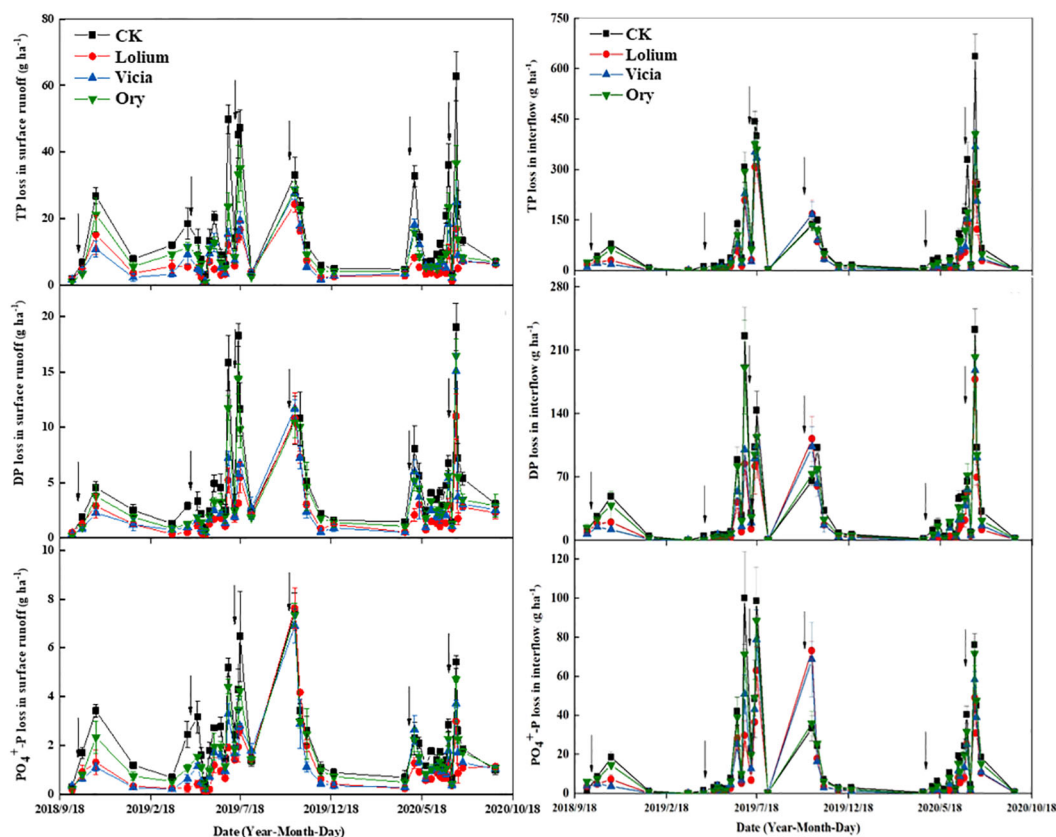 TP loss in surface runoff (g ha⁻¹)
80
60
40
20
0
CK
Lolium
Vicia
Ory
TP loss in interflow (g ha⁻¹)
750
600
450
300
150
0
CK
Lolium
Vicia
Ory
DP loss in surface runoff (g ha⁻¹)
20
15
10
5
0
DP loss in interflow (g ha⁻¹)
280
210
140
70
0
PO₄⁺-P loss in surface runoff (g ha⁻¹)
10
8
6
4
2
0
2018/9/18
2019/2/18
2019/7/18
2019/12/18
2020/5/18
2020/10/18
Date (Year-Month-Day)
PO₄⁺-P loss in interflow (g ha⁻¹)
120
100
80
60
40
20
0
2018/9/18
2019/2/18
2019/7/18
2019/12/18
2020/5/18
2020/10/18
Date (Year-Month-Day)